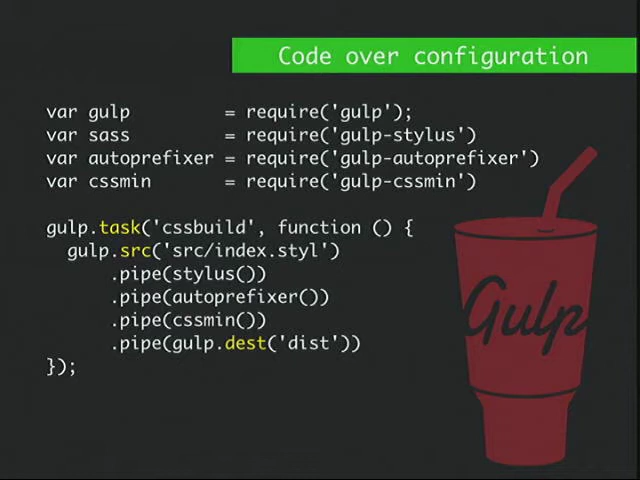 Code over configuration
var gulp         = require('gulp');
var sass         = require('gulp-stylus')
var autoprefixer = require('gulp-autoprefixer')
var cssmin       = require('gulp-cssmin')
gulp.task('cssbuild', function () {
  gulp.src('src/index.styl')
      .pipe(stylus())
      .pipe(autoprefixer())
      .pipe(cssmin())
      .pipe(gulp.dest('dist'))
});
Gulp